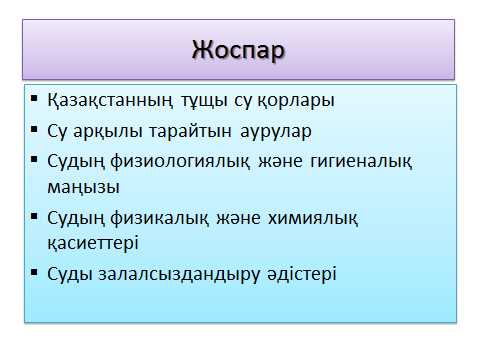 Жоспар
▪ Қазақстанның тұщы су қорлары
▪ Су арқылы тарайтын аурулар
▪ Судың физиологиялық және гигиеналық
маңызы
▪ Судың физикалық және химиялық
қасиеттері
▪ Суды залалсыздандыру әдістері